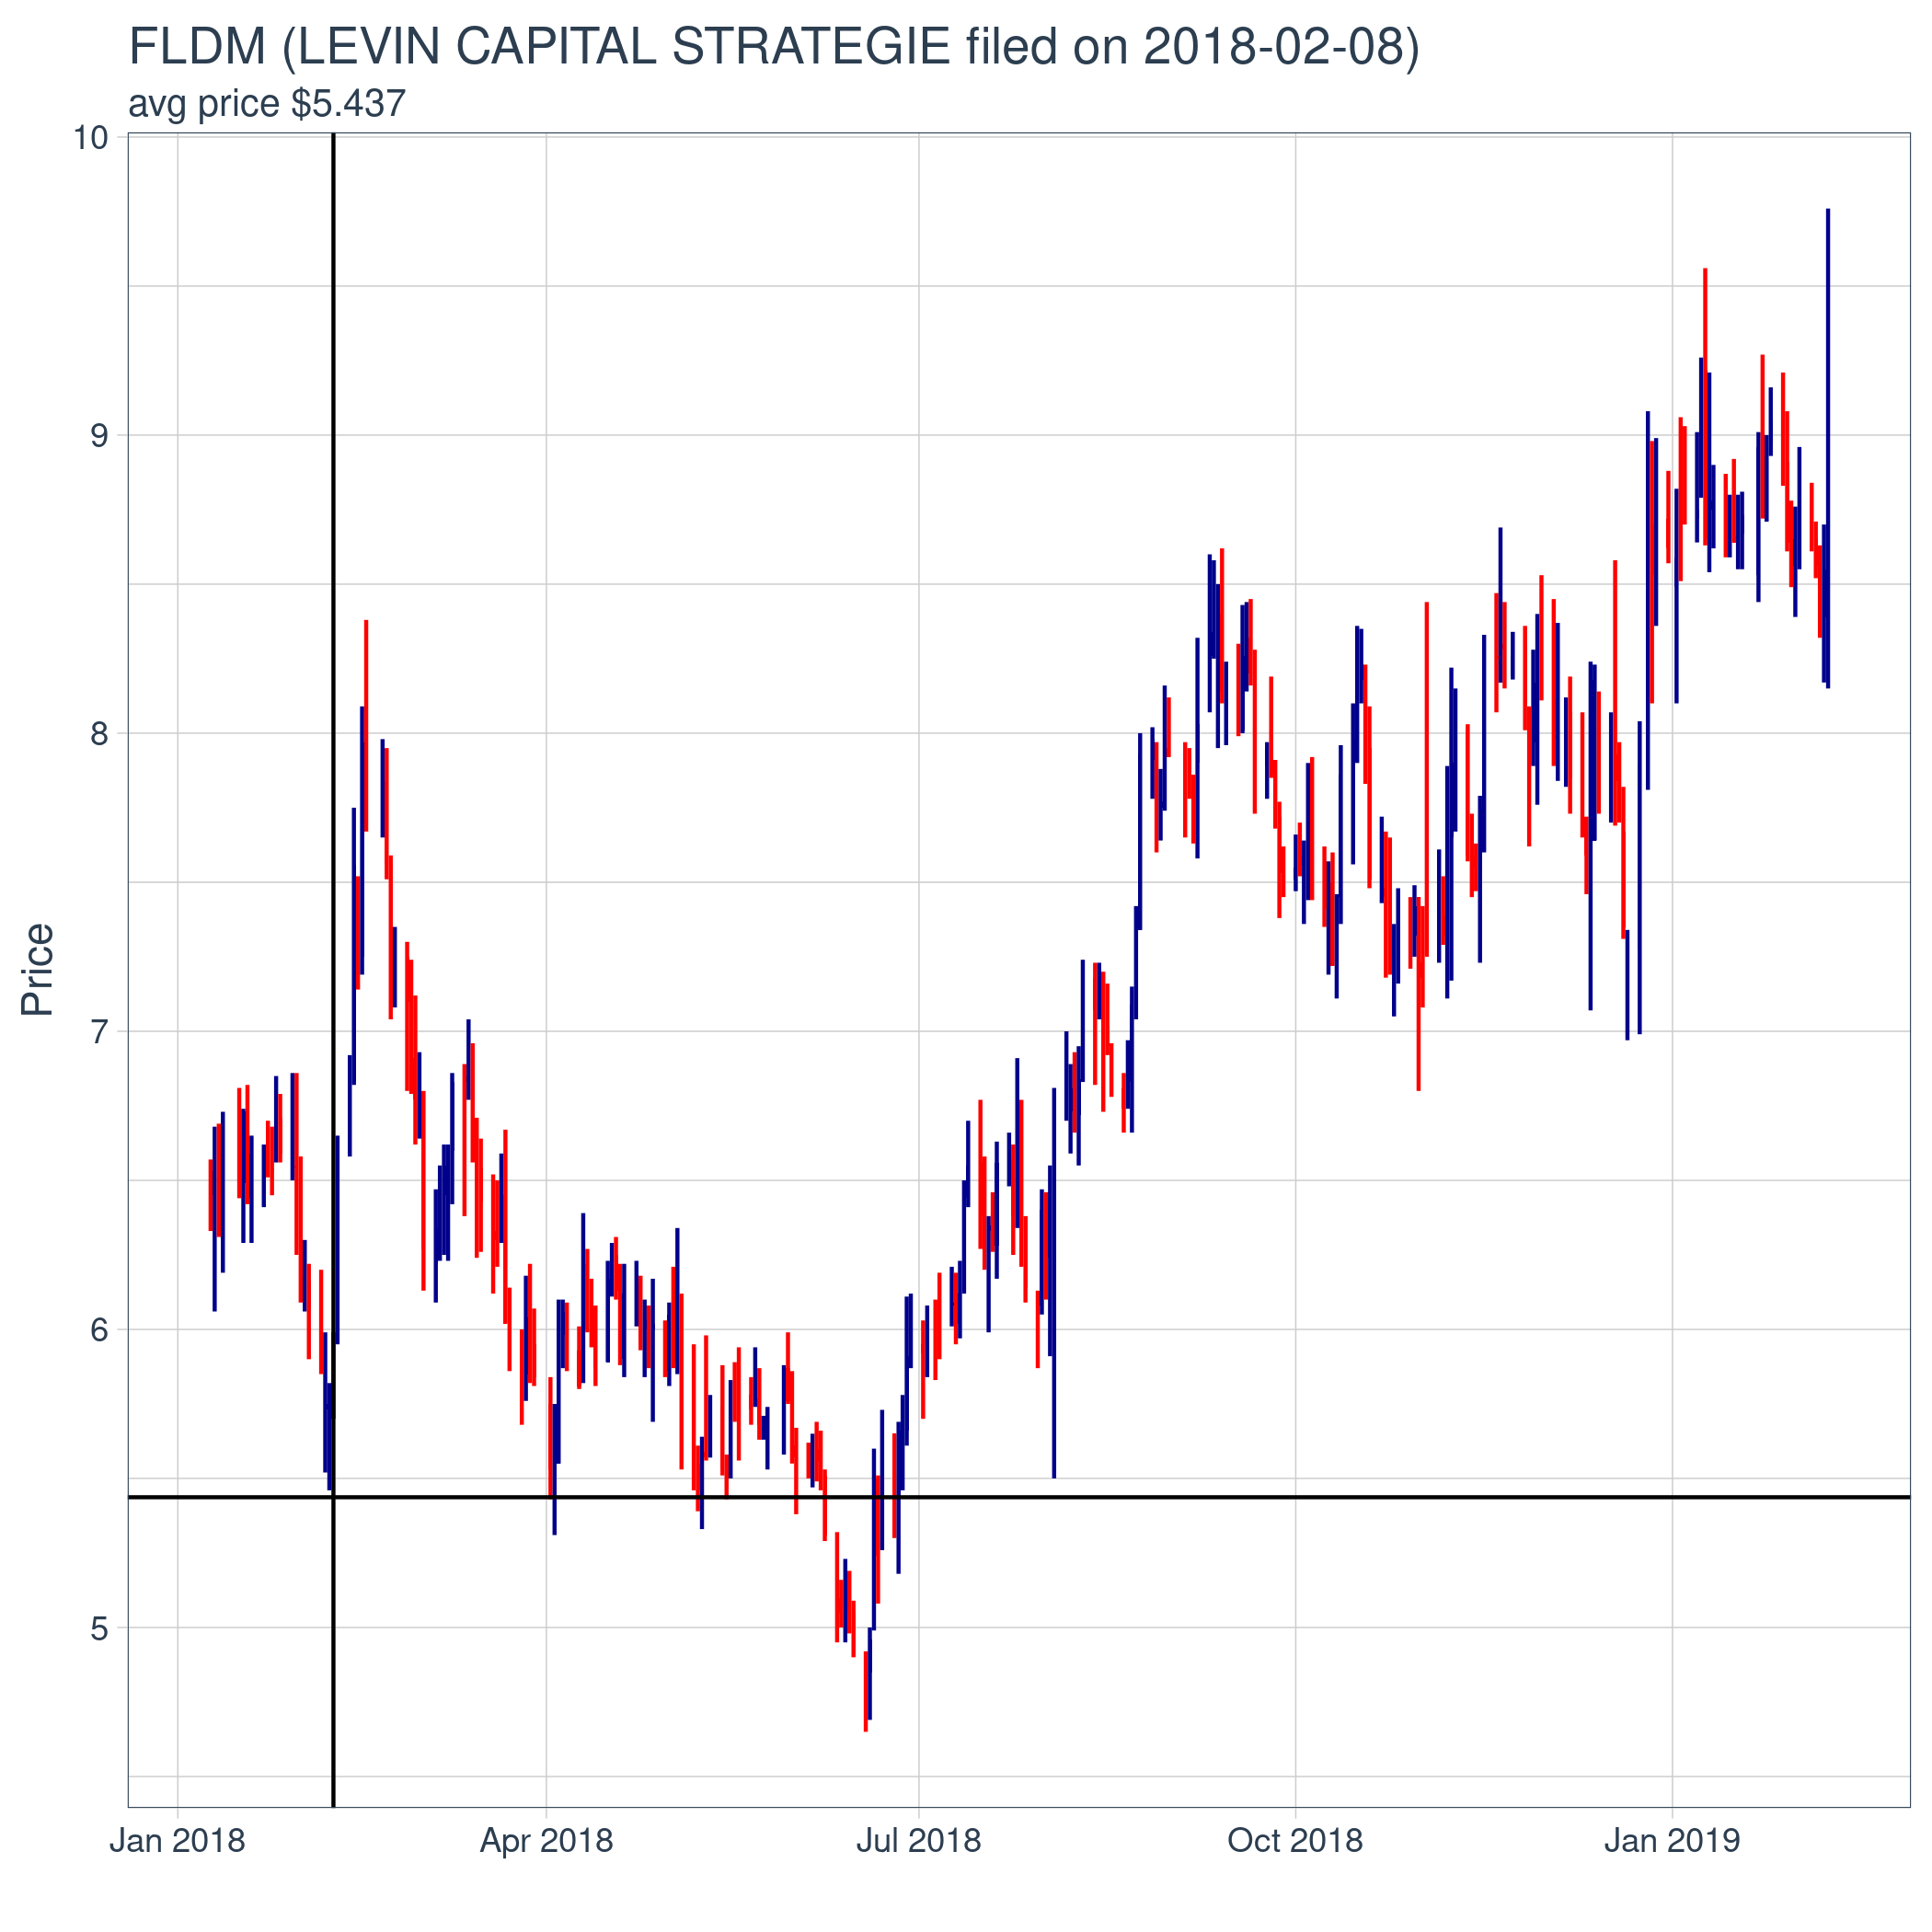 FLDM (LEVIN CAPITAL STRATEGIE filed on 2018-02-08)
avg price $5.437
10
9
8
7
6
5
Price
Jan 2018 Apr 2018 Jul 2018 Oct 2018 Jan 2019